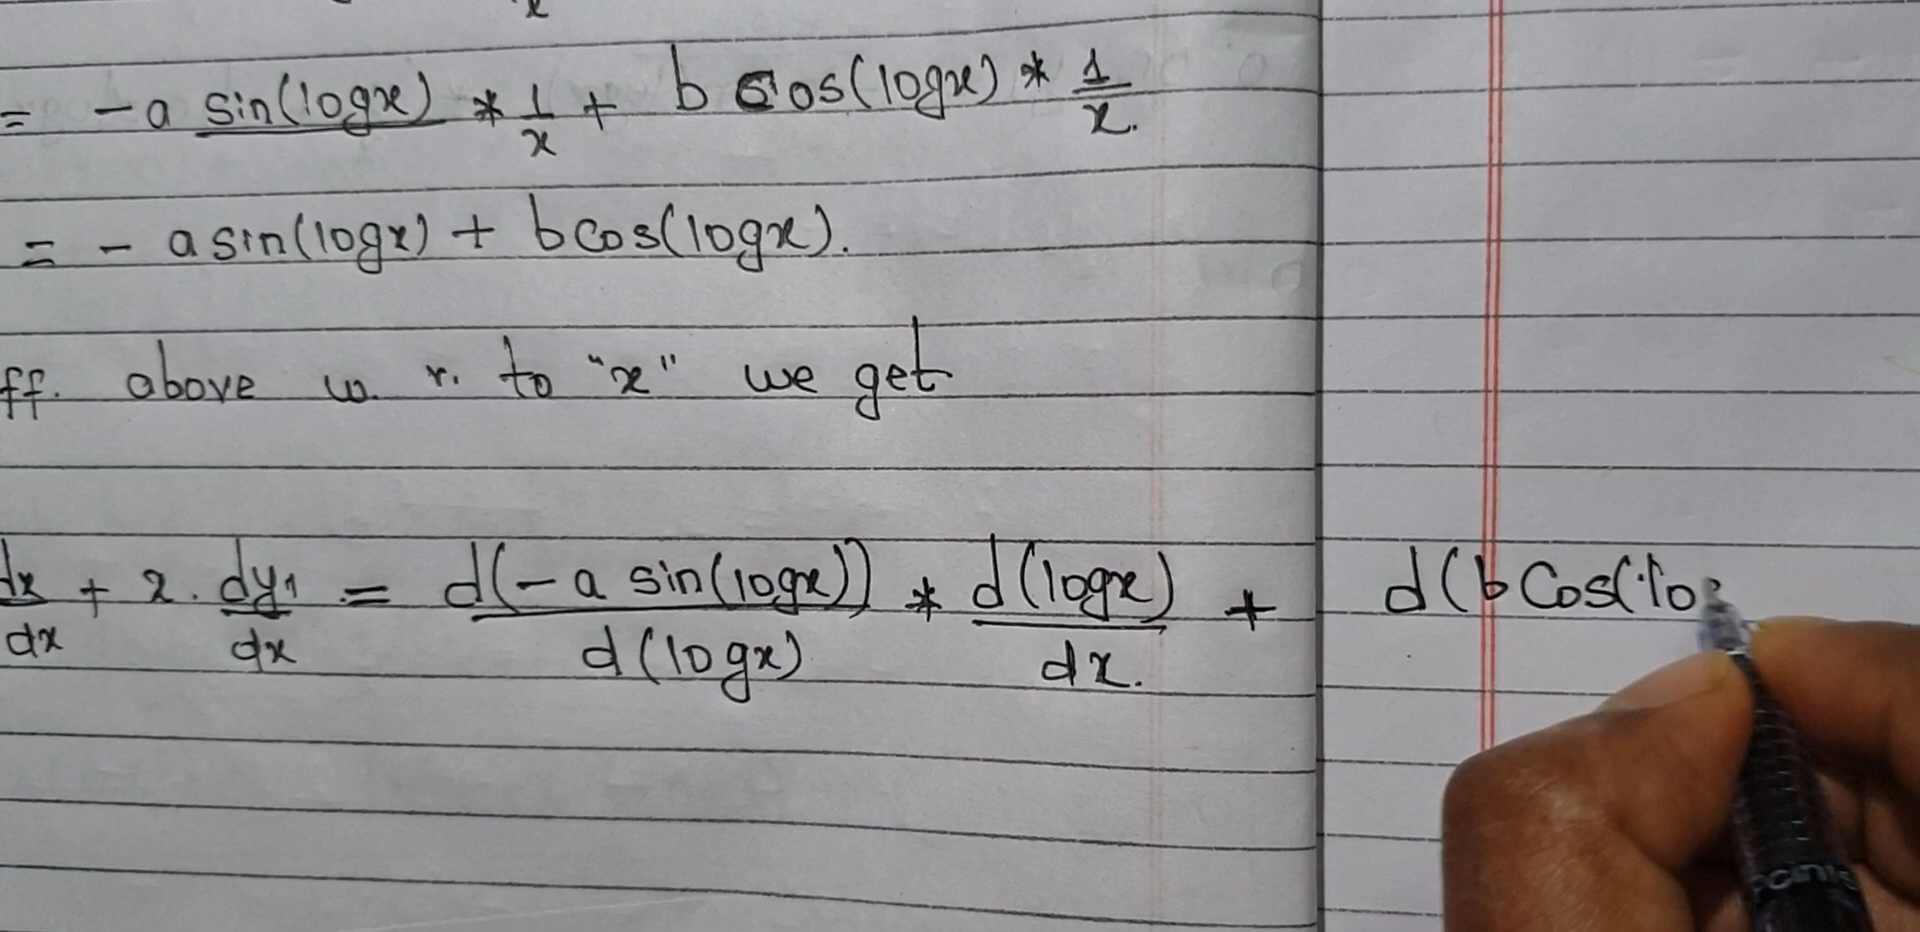 x
= -a sin(logx) * 1/x + b cos(logx) * 1/x.
= - a sin(logx) + b cos(logx).
ff. above w. r. to "x" we get
dx/dx + x. dy1/dx = d(-a sin(logx))/d(logx) * d(logx)/dx. + d(b Cos(lo